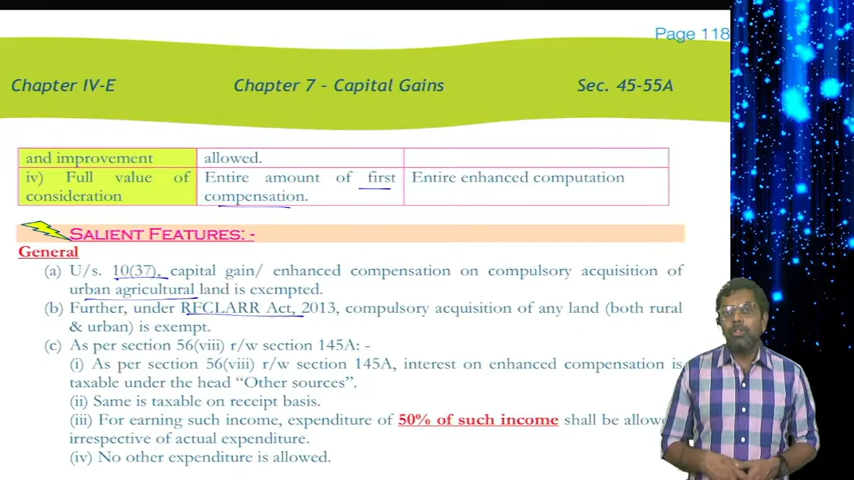 Page 118
Chapter IV-E Chapter 7 – Capital Gains Sec. 45-55A
and improvement allowed.
iv) Full value of Entire amount of first Entire enhanced computation
consideration compensation.
SALIENT FEATURES: -
General
(a) U/s. 10(37), capital gain/ enhanced compensation on compulsory acquisition of
urban agricultural land is exempted.
(b) Further, under RFCLARR Act, 2013, compulsory acquisition of any land (both rural
& urban) is exempt.
(c) As per section 56(viii) r/w section 145A: -
(i) As per section 56(viii) r/w section 145A, interest on enhanced compensation is
taxable under the head “Other sources”.
(ii) Same is taxable on receipt basis.
(iii) For earning such income, expenditure of 50% of such income shall be allowe
irrespective of actual expenditure.
(iv) No other expenditure is allowed.